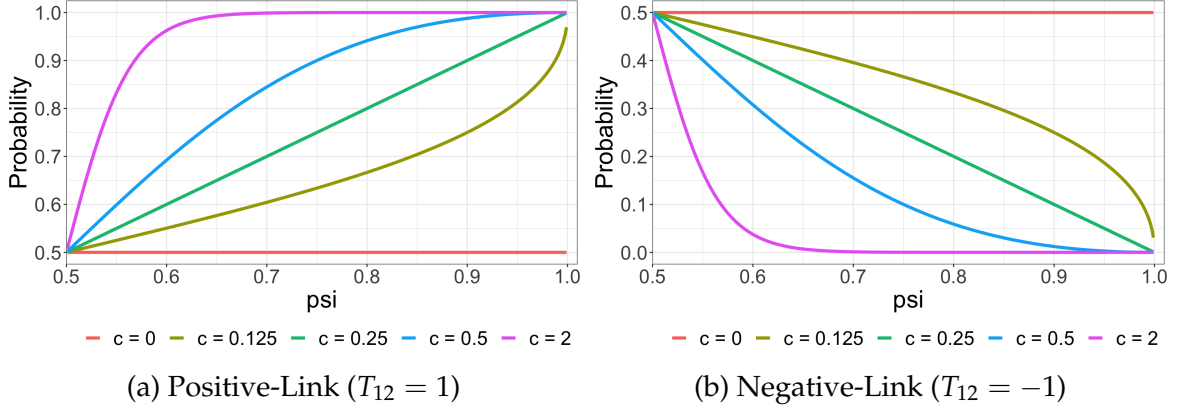 Probability
1.0
0.9
0.8
0.7
0.6
0.5
0.5 0.6 0.7 0.8 0.9 1.0
psi
c = 0 c = 0.125 c = 0.25 c = 0.5 c = 2
(a) Positive-Link (T₁₂ = 1)
Probability
0.5
0.4
0.3
0.2
0.1
0.0
0.5 0.6 0.7 0.8 0.9 1.0
psi
c = 0 c = 0.125 c = 0.25 c = 0.5 c = 2
(b) Negative-Link (T₁₂ = −1)